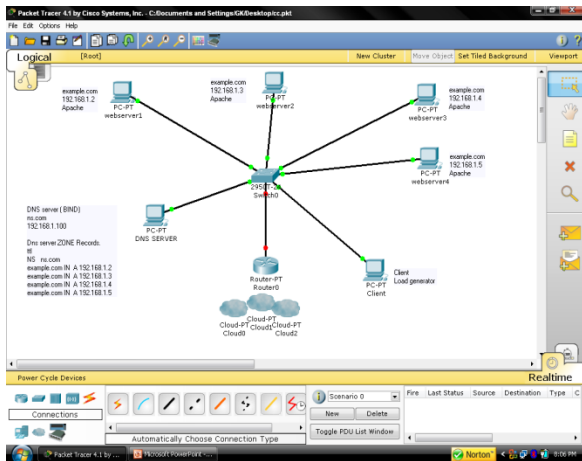 Packet Tracer 4.1 by Cisco Systems, Inc. - C:\Documents and Settings\GK\Desktop\cc.pkt
File Edit Options Help
Logical
[Root]
New Cluster
Move Object
Set Tiled Background
Viewport
example.com
192.168.1.2
Apache
PC-PT
webserver1
example.com
192.168.1.3
Apache
PC-PT
webserver2
PC-PT
webserver3
example.com
192.168.1.4
Apache
PC-PT
webserver4
example.com
192.168.1.5
Apache
2950T-2
Switch0
DNS server ( BIND)
ns.com
192.168.1.100
Dns server ZONE Records.
ttl
NS ns.com
example.com IN A 192.168.1.2
example.com IN A 192.168.1.3
example.com IN A 192.168.1.4
example.com IN A 192.168.1.5
PC-PT
DNS SERVER
Router-PT
Router0
PC-PT
Client
Client
Load generator
Cloud-PT
Cloud0
Cloud-PT
Cloud1
Cloud-PT
Cloud2
Power Cycle Devices
Realtime
Connections
Automatically Choose Connection Type
Scenario 0
New
Delete
Toggle PDU List Window
Fire Last Status Source Destination Type C
Packet Tracer 4.1 by ...
Microsoft PowerPoint -...
Norton
8:06 PM